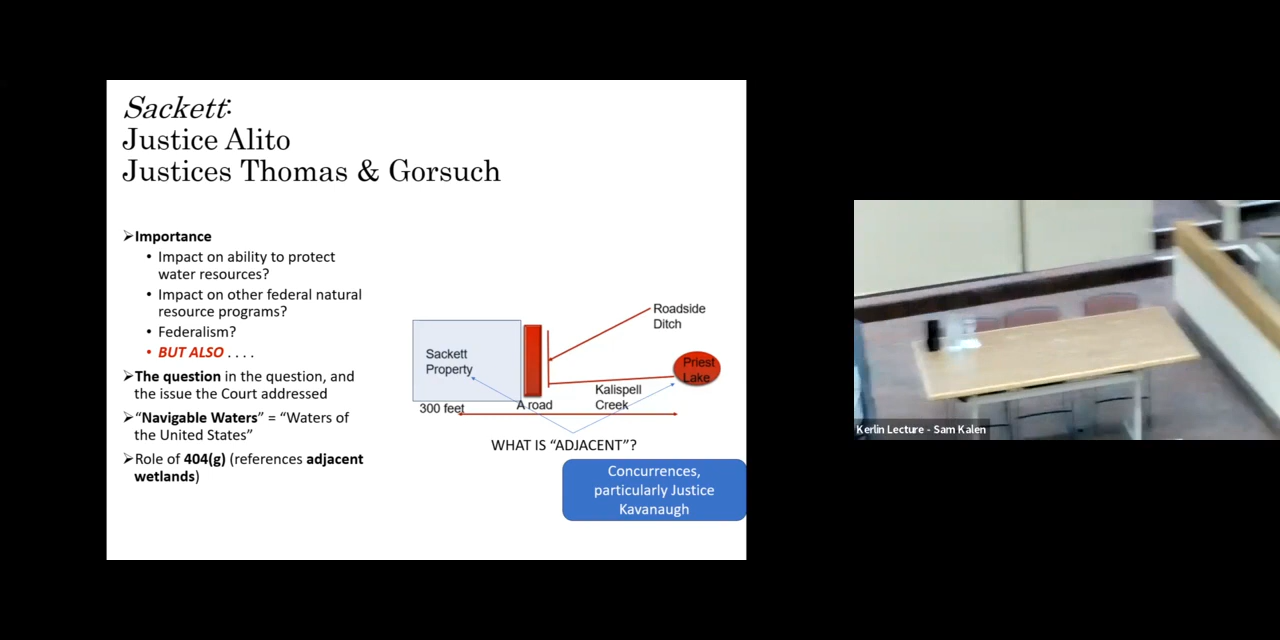 Sackett:
Justice Alito
Justices Thomas & Gorsuch
➢Importance
• Impact on ability to protect
water resources?
• Impact on other federal natural
resource programs?
• Federalism?
• BUT ALSO . . . .
➢The question in the question, and
the issue the Court addressed
➢“Navigable Waters” = “Waters of
the United States”
➢Role of 404(g) (references adjacent
wetlands)
Roadside
Ditch
Sackett
Property
Priest
Lake
Kalispell
Creek
300 feet
A road
WHAT IS “ADJACENT”?
Concurrences,
particularly Justice
Kavanaugh
Kerlin Lecture - Sam Kalen